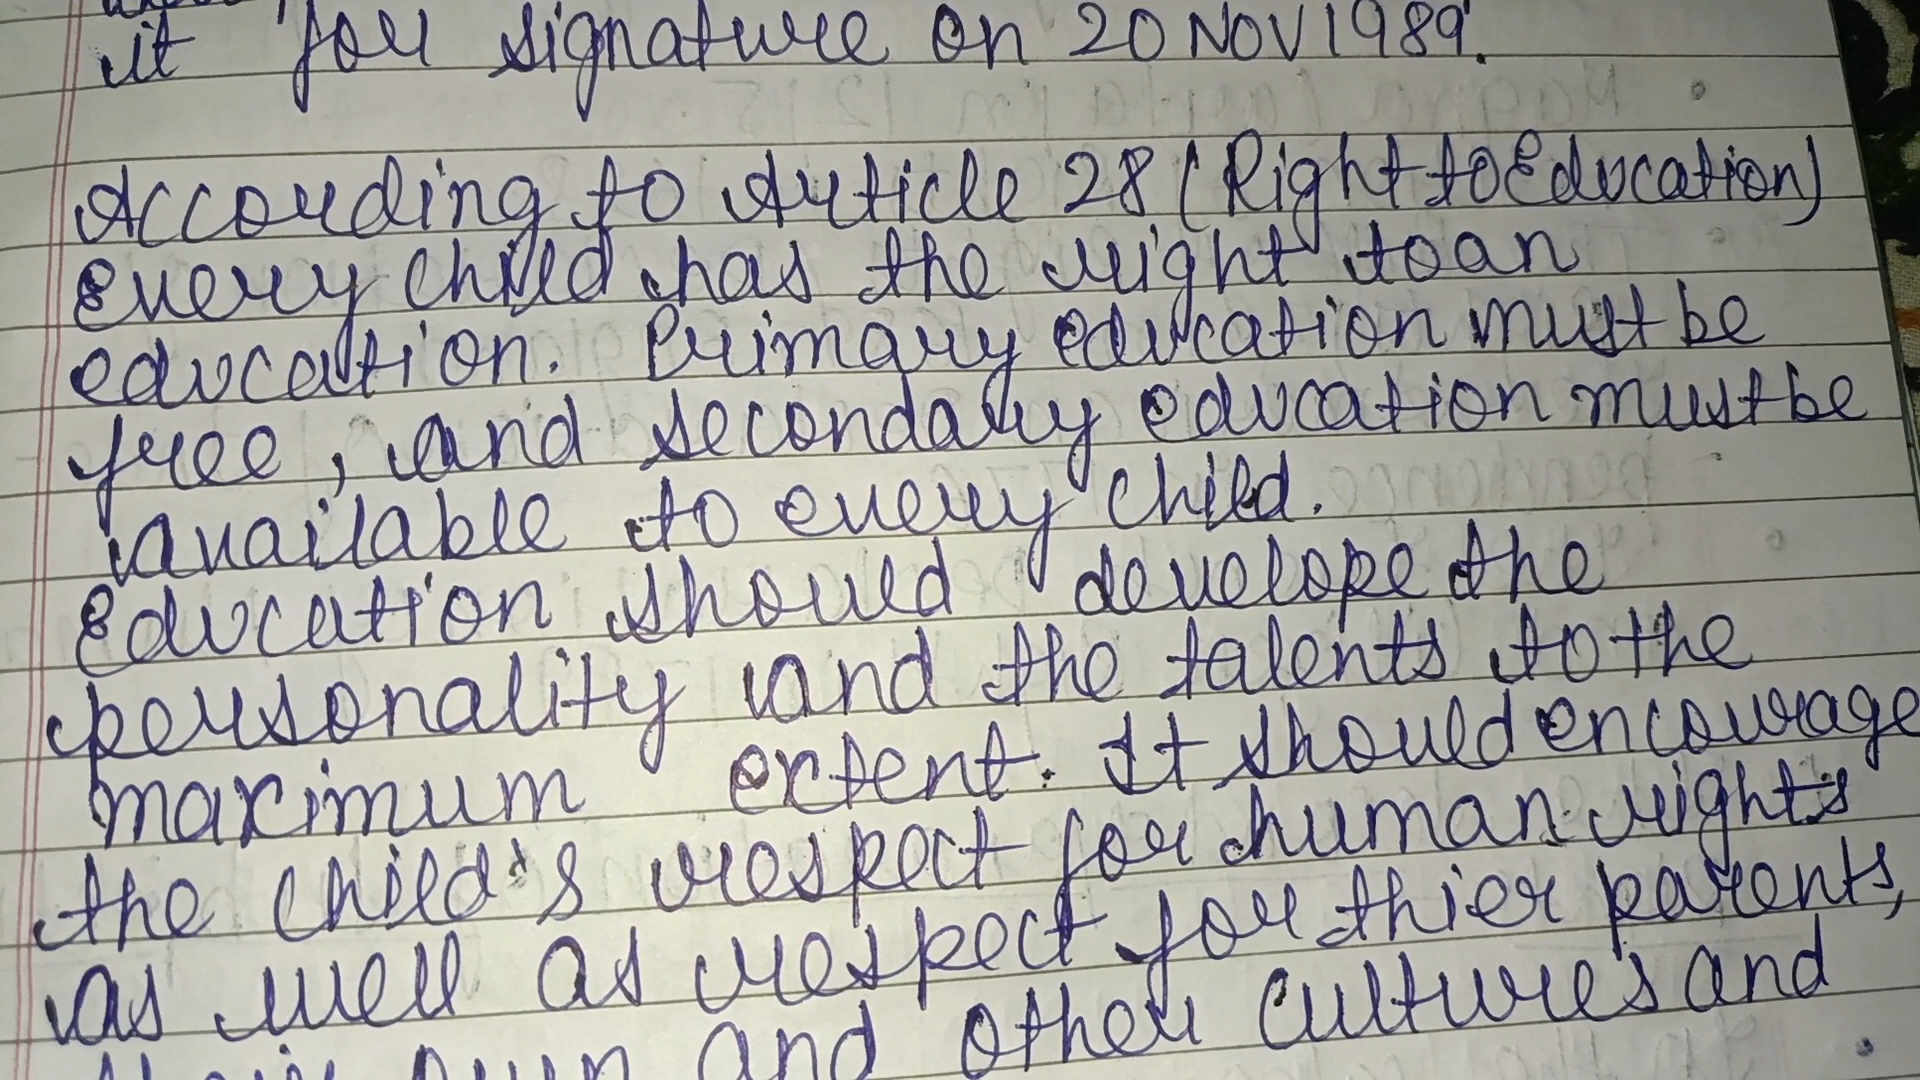 it for signature on 20 NOV 1989.
According to Article 28 (Right to Education)
every child has the right to an
education. Primary education must be
free, and secondary education must be
available to every child.
Education should develope the
personality and the talents to the
maximum extent. It should encourage
the child's respect for human rights
as well as respect for thier parents,
own and other cultures and